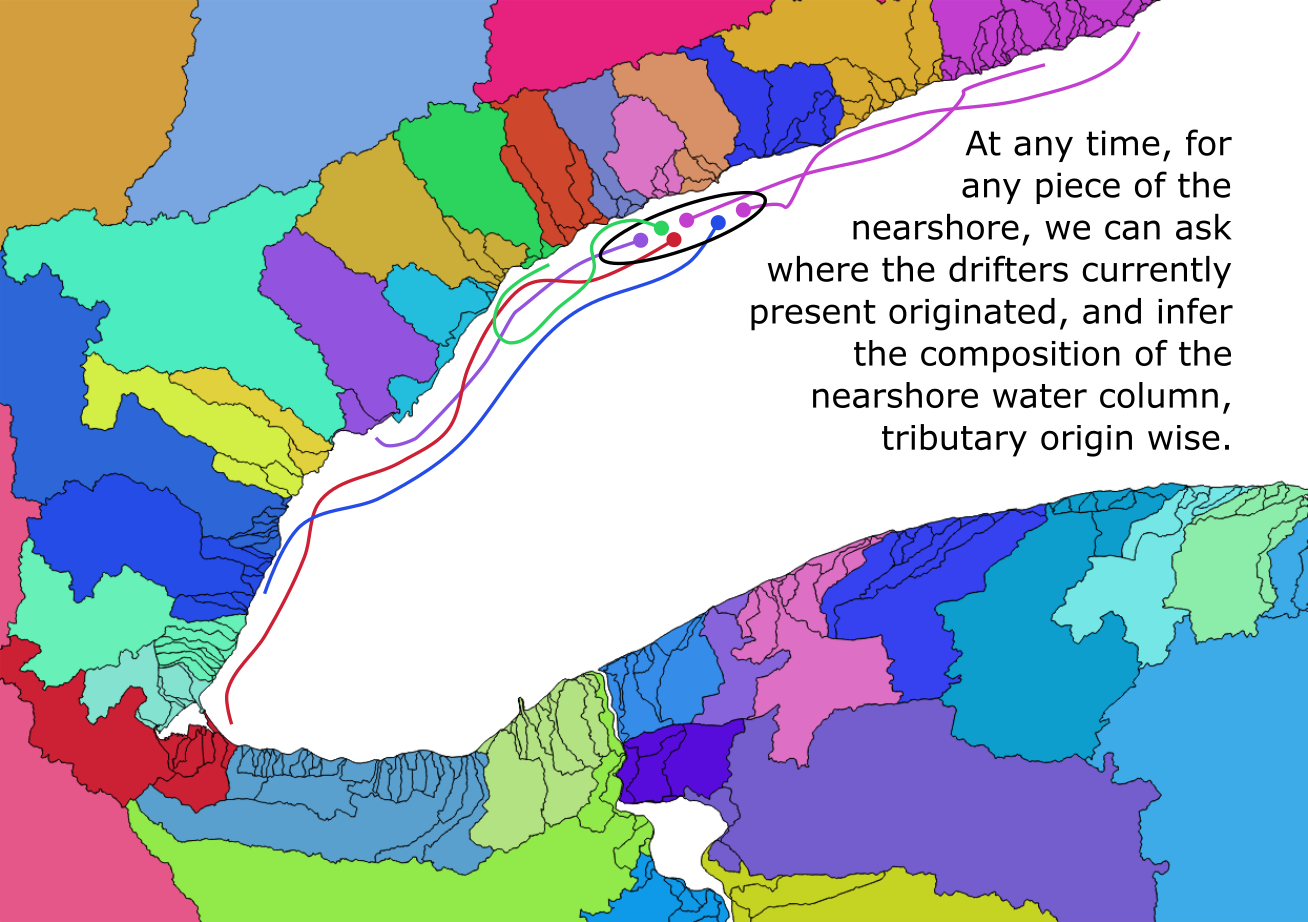 At any time, for
any piece of the
nearshore, we can ask
where the drifters currently
present originated, and infer
the composition of the
nearshore water column,
tributary origin wise.